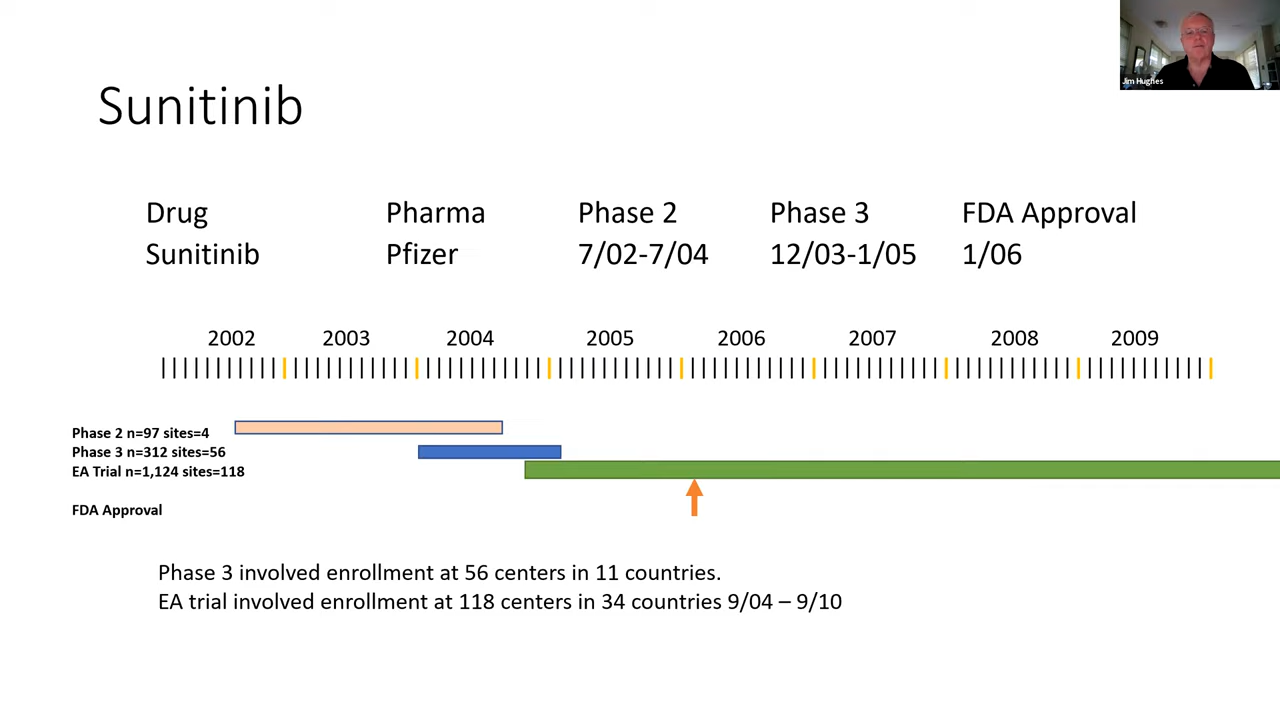 Jim Hughes
Sunitinib
Drug Pharma Phase 2 Phase 3 FDA Approval
Sunitinib Pfizer 7/02-7/04 12/03-1/05 1/06
2002 2003 2004 2005 2006 2007 2008 2009
Phase 2 n=97 sites=4
Phase 3 n=312 sites=56
EA Trial n=1,124 sites=118
FDA Approval
Phase 3 involved enrollment at 56 centers in 11 countries.
EA trial involved enrollment at 118 centers in 34 countries 9/04 – 9/10